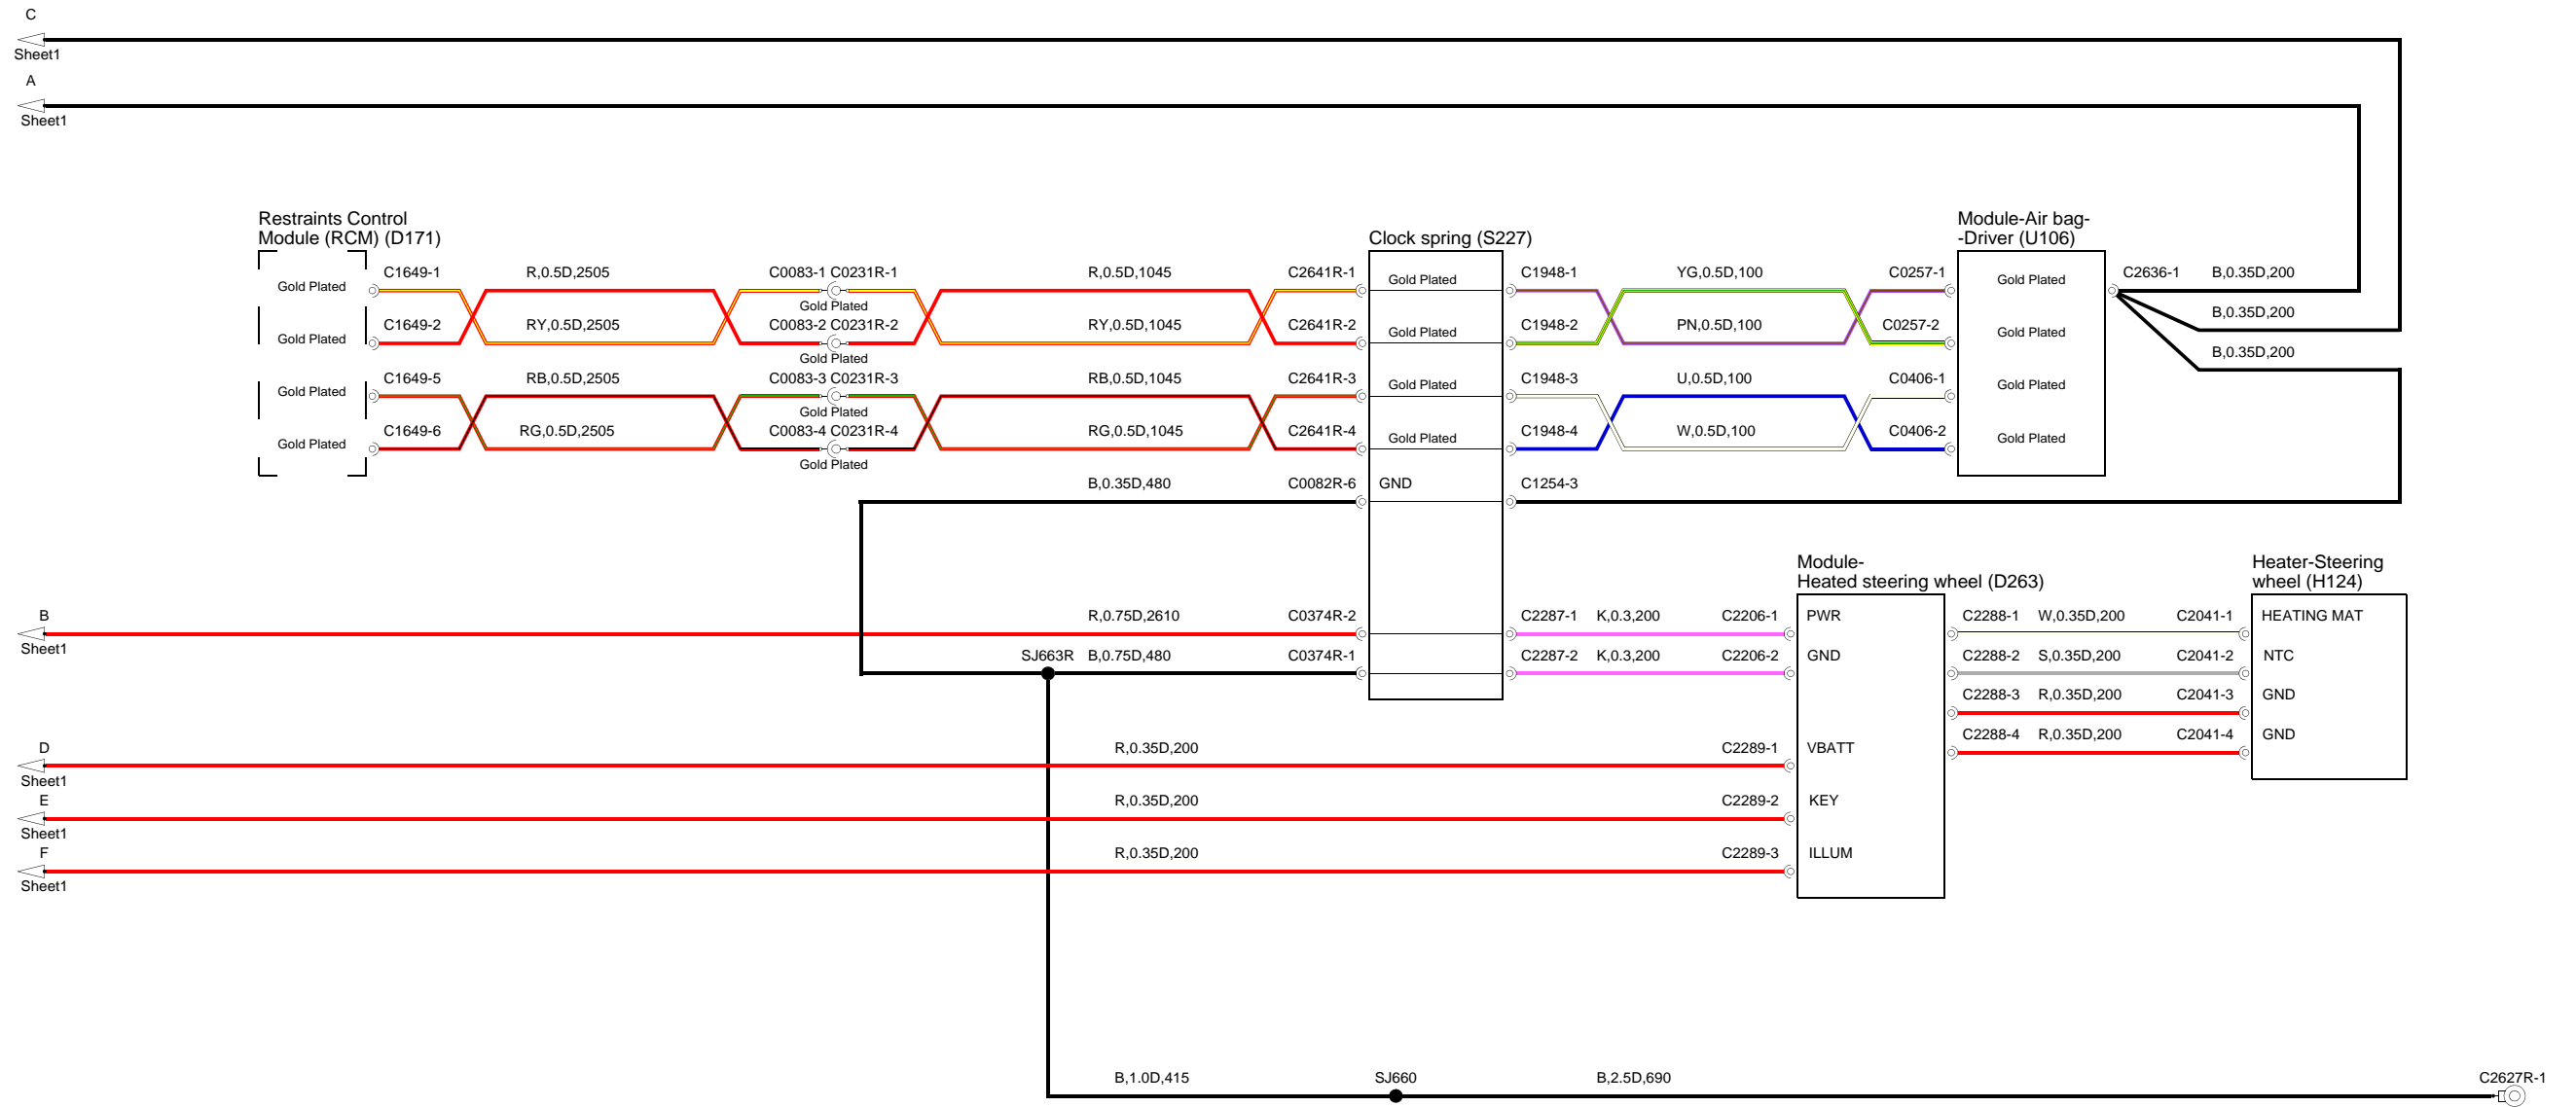 C
Sheet1
A
Sheet1
Restraints Control
Module (RCM) (D171)
Clock spring (S227)
Module-Air bag-
-Driver (U106)
Gold Plated
C1649-1
R,0.5D,2505
C0083-1 C0231R-1
Gold Plated
R,0.5D,1045
C2641R-1
Gold Plated
C1948-1
YG,0.5D,100
C0257-1
Gold Plated
C2636-1
B,0.35D,200
B,0.35D,200
Gold Plated
C1649-2
RY,0.5D,2505
C0083-2 C0231R-2
Gold Plated
RY,0.5D,1045
C2641R-2
Gold Plated
C1948-2
PN,0.5D,100
C0257-2
Gold Plated
B,0.35D,200
Gold Plated
C1649-5
RB,0.5D,2505
C0083-3 C0231R-3
Gold Plated
RB,0.5D,1045
C2641R-3
Gold Plated
C1948-3
U,0.5D,100
C0406-1
Gold Plated
Gold Plated
C1649-6
RG,0.5D,2505
C0083-4 C0231R-4
Gold Plated
RG,0.5D,1045
C2641R-4
Gold Plated
C1948-4
W,0.5D,100
C0406-2
Gold Plated
B,0.35D,480
C0082R-6
GND
C1254-3
Module-
Heated steering wheel (D263)
Heater-Steering
wheel (H124)
B
Sheet1
R,0.75D,2610
C0374R-2
C2287-1
K,0.3,200
C2206-1
PWR
C2288-1
W,0.35D,200
C2041-1
HEATING MAT
SJ663R
B,0.75D,480
C0374R-1
C2287-2
K,0.3,200
C2206-2
GND
C2288-2
S,0.35D,200
C2041-2
NTC
C2288-3
R,0.35D,200
C2041-3
GND
C2288-4
R,0.35D,200
C2041-4
GND
D
Sheet1
R,0.35D,200
C2289-1
VBATT
E
Sheet1
R,0.35D,200
C2289-2
KEY
F
Sheet1
R,0.35D,200
C2289-3
ILLUM
B,1.0D,415
SJ660
B,2.5D,690
C2627R-1